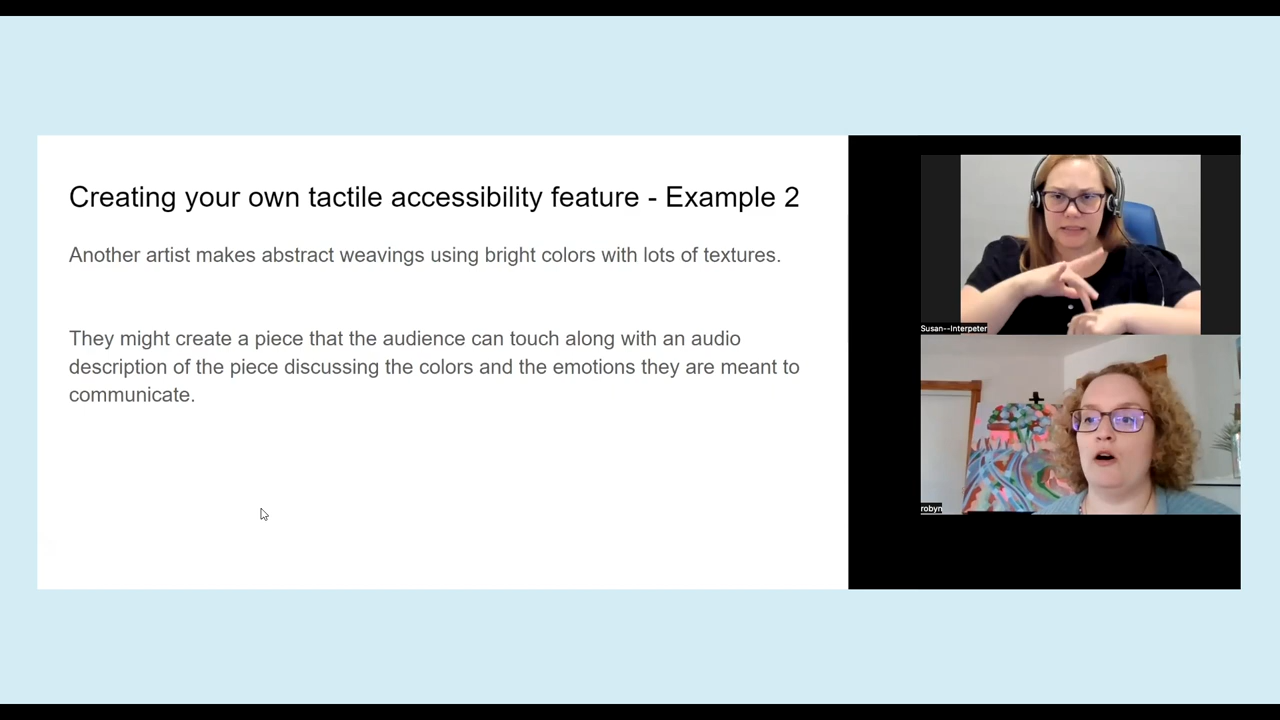 Creating your own tactile accessibility feature - Example 2
Another artist makes abstract weavings using bright colors with lots of textures.
They might create a piece that the audience can touch along with an audio
description of the piece discussing the colors and the emotions they are meant to
communicate.
Susan--Interpeter
robyn